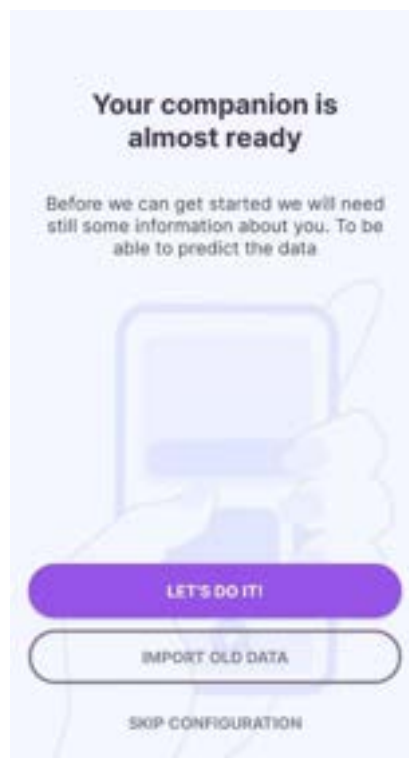 Your companion is
almost ready
Before we can get started we will need
still some information about you. To be
able to predict the data
LET'S DO IT!
IMPORT OLD DATA
SKIP CONFIGURATION